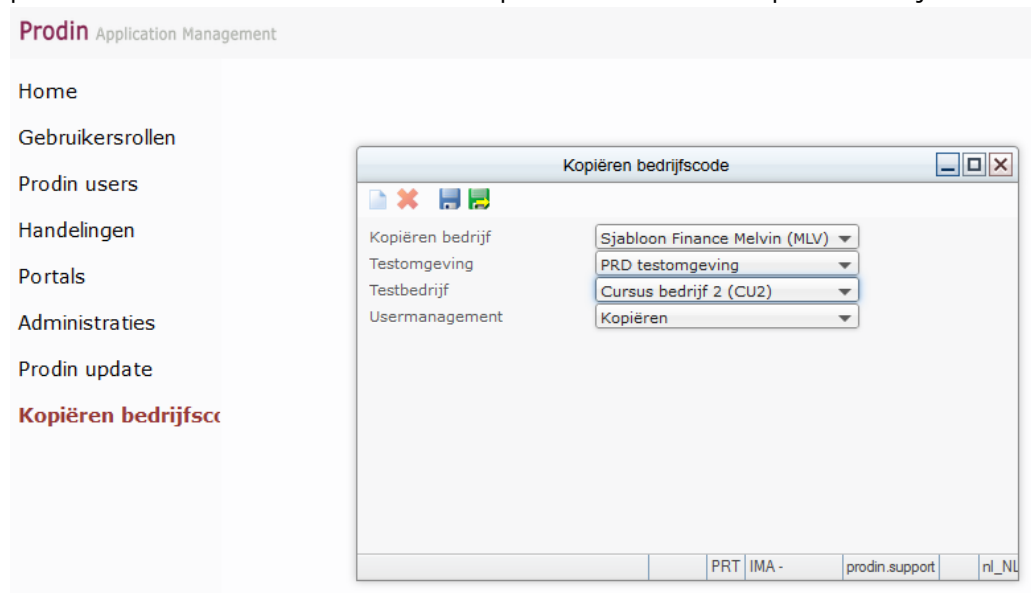 Prodin Application Management
Home
Gebruikersrollen
Prodin users
Handelingen
Portals
Administraties
Prodin update
Kopiëren bedrijfsc
Kopiëren bedrijfscode
Kopiëren bedrijf Sjabloon Finance Melvin (MLV)
Testomgeving PRD testomgeving
Testbedrijf Cursus bedrijf 2 (CU2)
Usermanagement Kopiëren
PRT IMA - prodin.support nl_NL